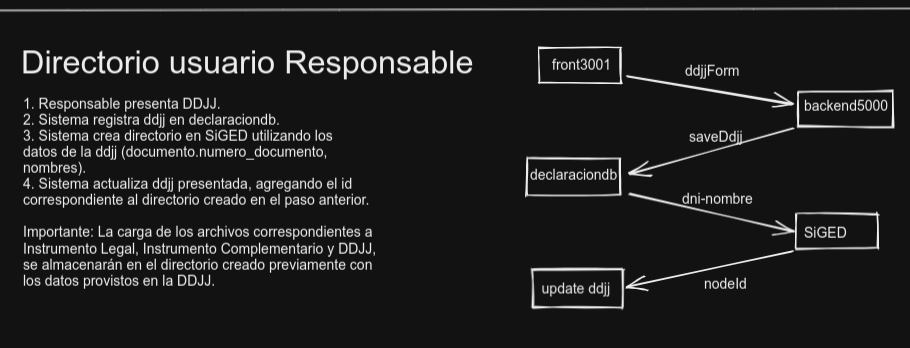 Directorio usuario Responsable
1. Responsable presenta DDJJ.
2. Sistema registra ddjj en declaraciondb.
3. Sistema crea directorio en SiGED utilizando los
datos de la ddjj (documento.numero_documento,
nombres).
4. Sistema actualiza ddjj presentada, agregando el id
correspondiente al directorio creado en el paso anterior.
Importante: La carga de los archivos correspondientes a
Instrumento Legal, Instrumento Complementario y DDJJ,
se almacenarán en el directorio creado previamente con
los datos provistos en la DDJJ.
front3001
ddjjForm
backend5000
saveDdjj
declaraciondb
dni-nombre
SiGED
nodeId
update ddjj